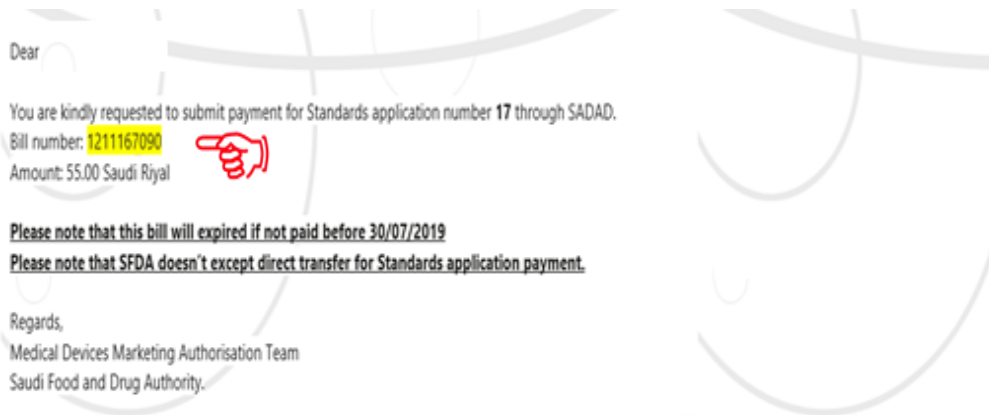 Dear
You are kindly requested to submit payment for Standards application number 17 through SADAD.
Bill number: 1211167090
Amount: 55.00 Saudi Riyal
Please note that this bill will expired if not paid before 30/07/2019
Please note that SFDA doesn't except direct transfer for Standards application payment.
Regards,
Medical Devices Marketing Authorisation Team
Saudi Food and Drug Authority.